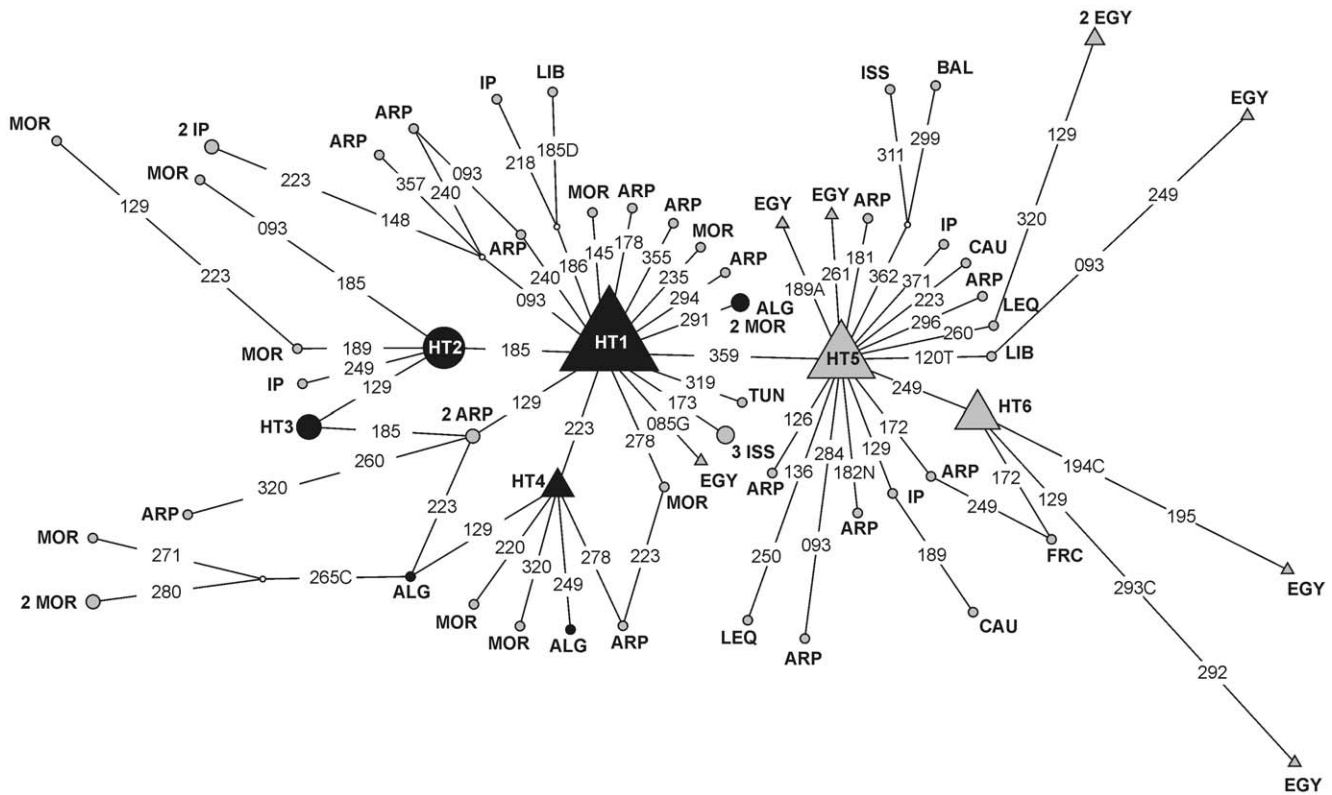 2 EGY
ISS
BAL
LIB
IP
EGY
ARP
MOR
2 IP
ARP
MOR
311
299
129
185D
218
093
357
240
223
249
129
148
093
MOR
ARP
ARP
MOR
ARP
EGY
EGY
ARP
IP
CAU
ARP
LEQ
ARP
145
178
355
235
294
291
186
240
093
ALG
2 MOR
189A
261
181
362
371
223
296
260
120T
320
093
LIB
223
185
MOR
189
HT2
185
HT1
359
HT5
IP
249
129
249
HT6
319
TUN
173
085G
278
3 ISS
EGY
2 ARP
129
HT3
185
260
223
320
ARP
223
HT4
MOR
126
136
284
182N
129
172
ARP
IP
ARP
ARP
172
129
194C
195
249
FRC
EGY
MOR
271
2 MOR
280
265C
ALG
129
220
320
249
278
223
MOR
MOR
ALG
ARP
250
093
189
LEQ
ARP
CAU
293C
292
EGY